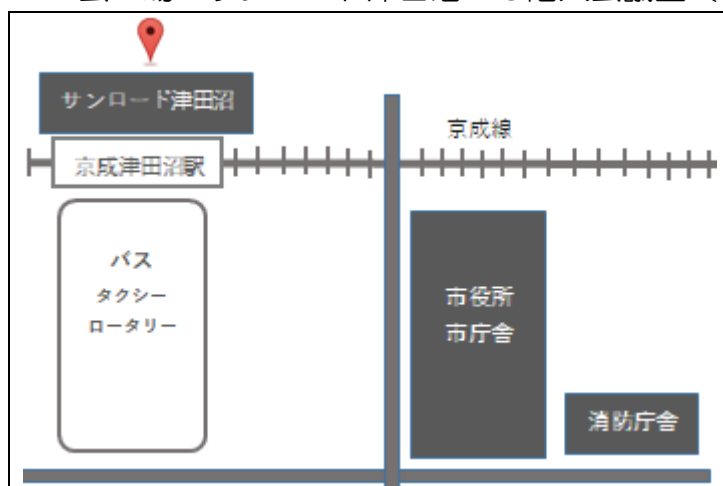 サンロード津田沼
京成線
京成津田沼駅
バス
タクシー
ロータリー
市役所
市庁舎
消防庁舎